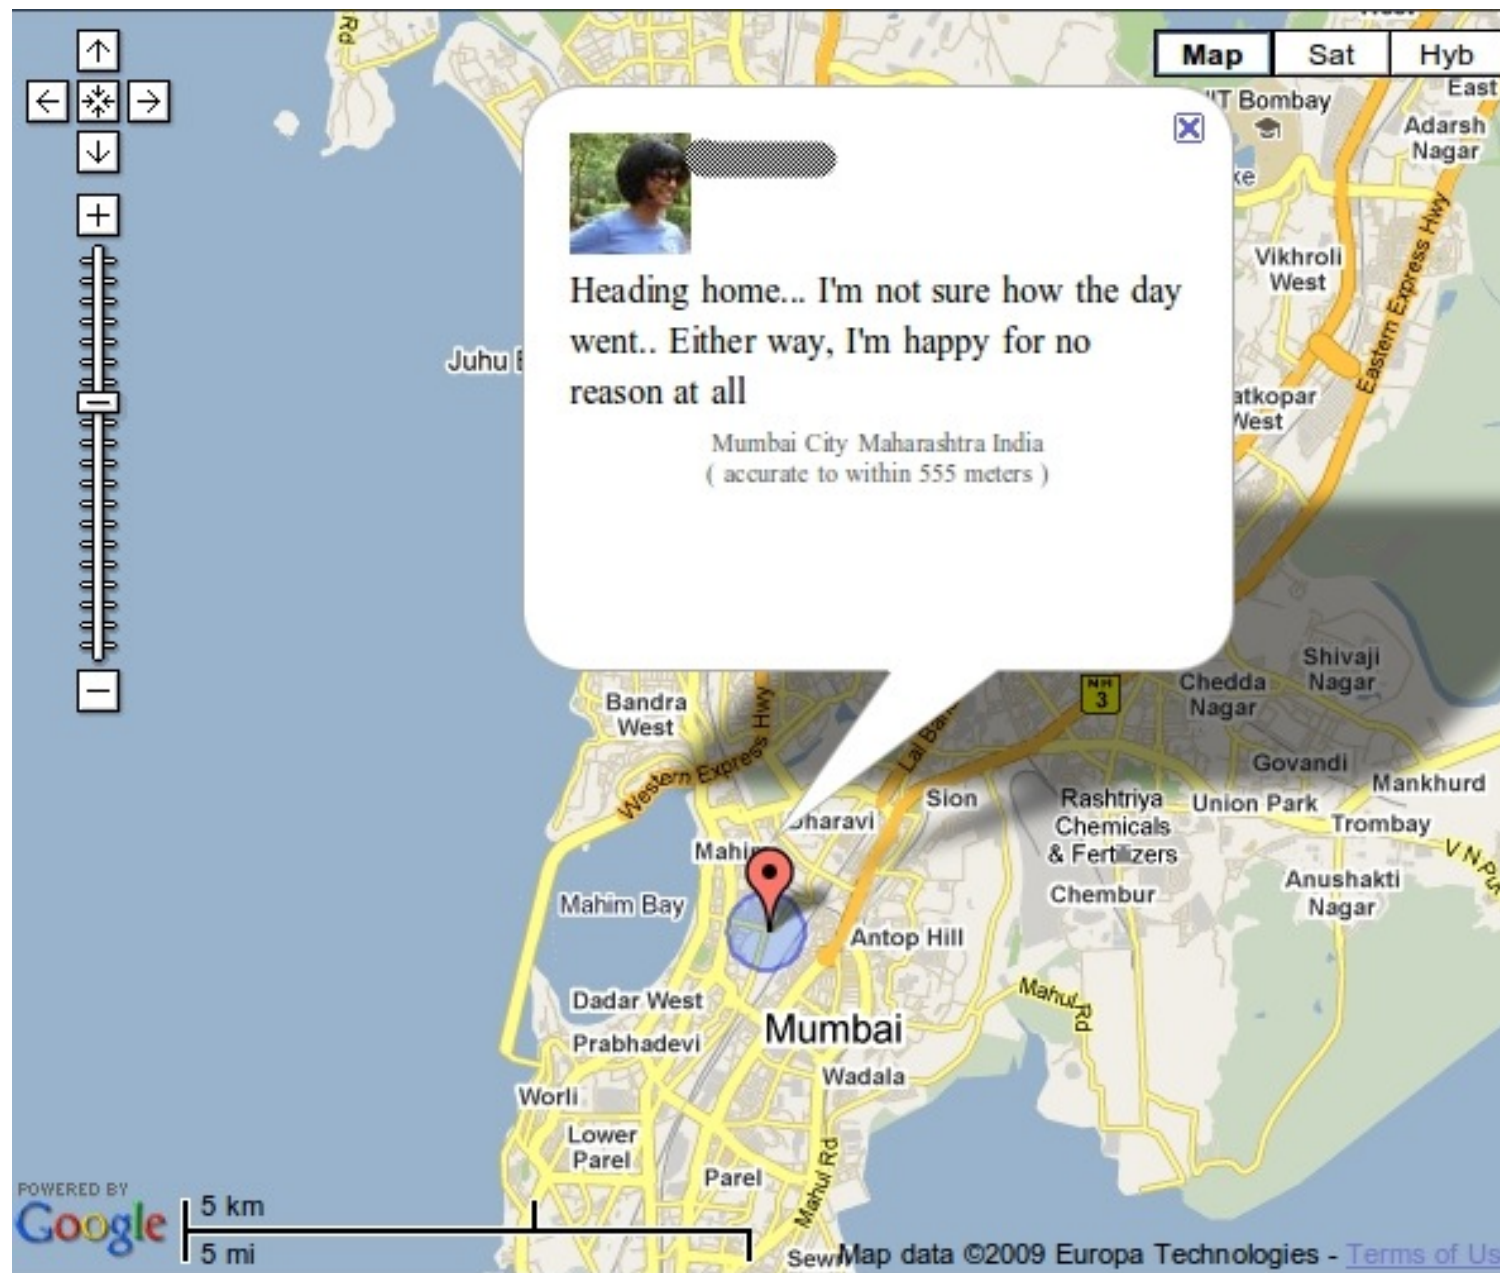 Rd
Map
Sat
Hyb
IT Bombay
East
Adarsh
Nagar
Heading home... I'm not sure how the day
went.. Either way, I'm happy for no
reason at all
Mumbai City Maharashtra India
( accurate to within 555 meters )
Vikhroli
West
Eastern Express Hwy
Juhu
atkopar
West
Shivaji
Nagar
Chedda
Nagar
NH
3
Bandra
West
Western Express Hwy
Lal
Govandi
Mankhurd
Sion
Rashtriya
Chemicals
& Fertilizers
Union Park
Trombay
Dharavi
Mahim
V N
Chembur
Anushakti
Nagar
Mahim Bay
Antop Hill
Dadar West
Mahul Rd
Mumbai
Prabhadevi
Wadala
Worli
Lower
Parel
Parel
Mahul Rd
POWERED BY
Google
5 km
5 mi
Sew
Map data ©2009 Europa Technologies - Terms of Us